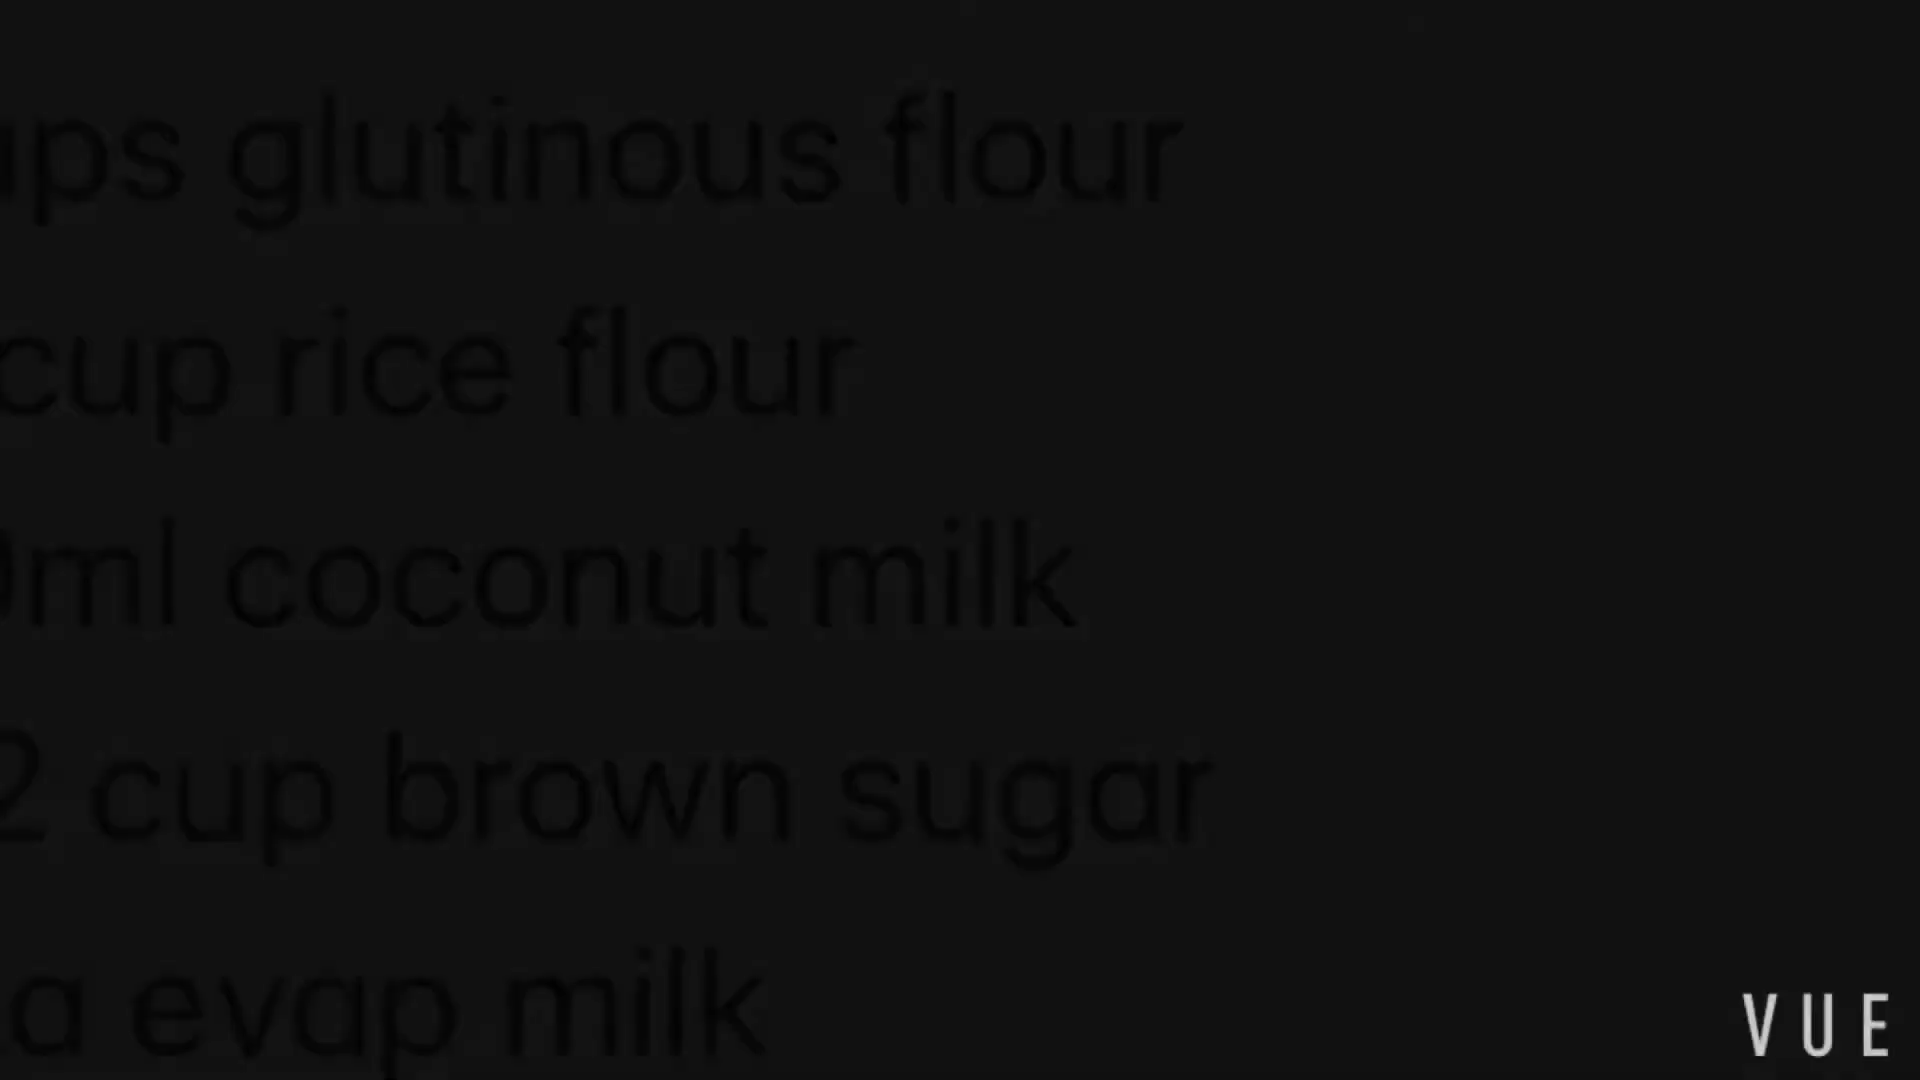 ps glutinous flour
cup rice flour
ml coconut milk
2 cup brown sugar
a evap milk
VUE